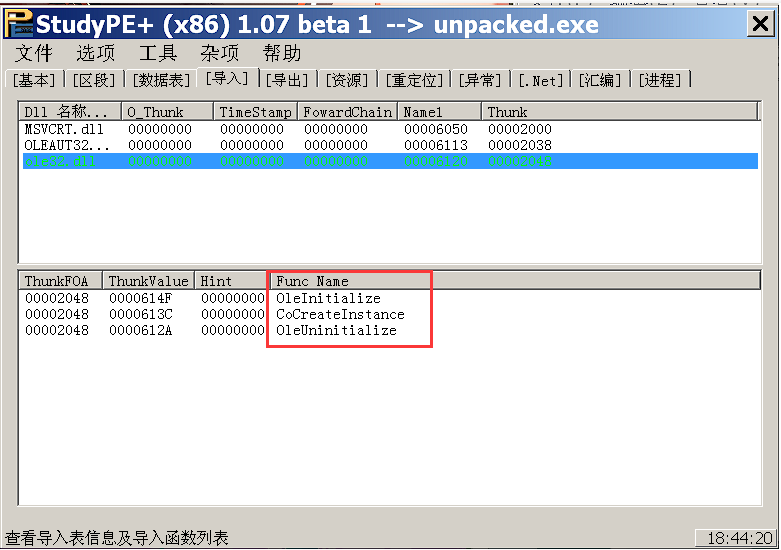 StudyPE+ (x86) 1.07 beta 1 --> unpacked.exe
文件 选项 工具 杂项 帮助
[基本] [区段] [数据表] [导入] [导出] [资源] [重定位] [异常] [.Net] [汇编] [进程]
Dll 名称... O_Thunk TimeStamp FowardChain Name1 Thunk
MSVCRT.dll 00000000 00000000 00000000 00006050 00002000
OLEAUT32... 00000000 00000000 00000000 00006113 00002038
ole32.dll 00000000 00000000 00000000 00006120 00002048
ThunkFOA ThunkValue Hint Func Name
00002048 0000614F 00000000 OleInitialize
00002048 0000613C 00000000 CoCreateInstance
00002048 0000612A 00000000 OleUninitialize
查看导入表信息及导入函数列表 18:44:20